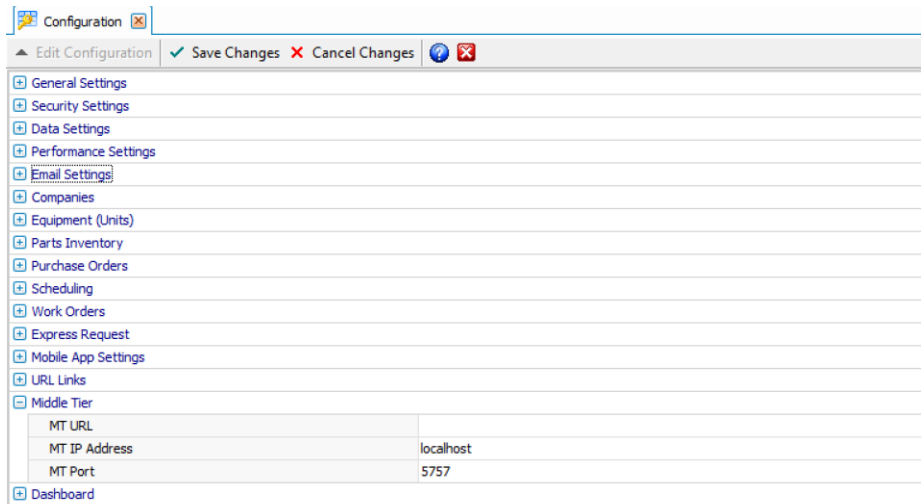 Configuration
Edit Configuration Save Changes Cancel Changes
General Settings
Security Settings
Data Settings
Performance Settings
Email Settings
Companies
Equipment (Units)
Parts Inventory
Purchase Orders
Scheduling
Work Orders
Express Request
Mobile App Settings
URL Links
Middle Tier
MT URL
MT IP Address localhost
MT Port 5757
Dashboard